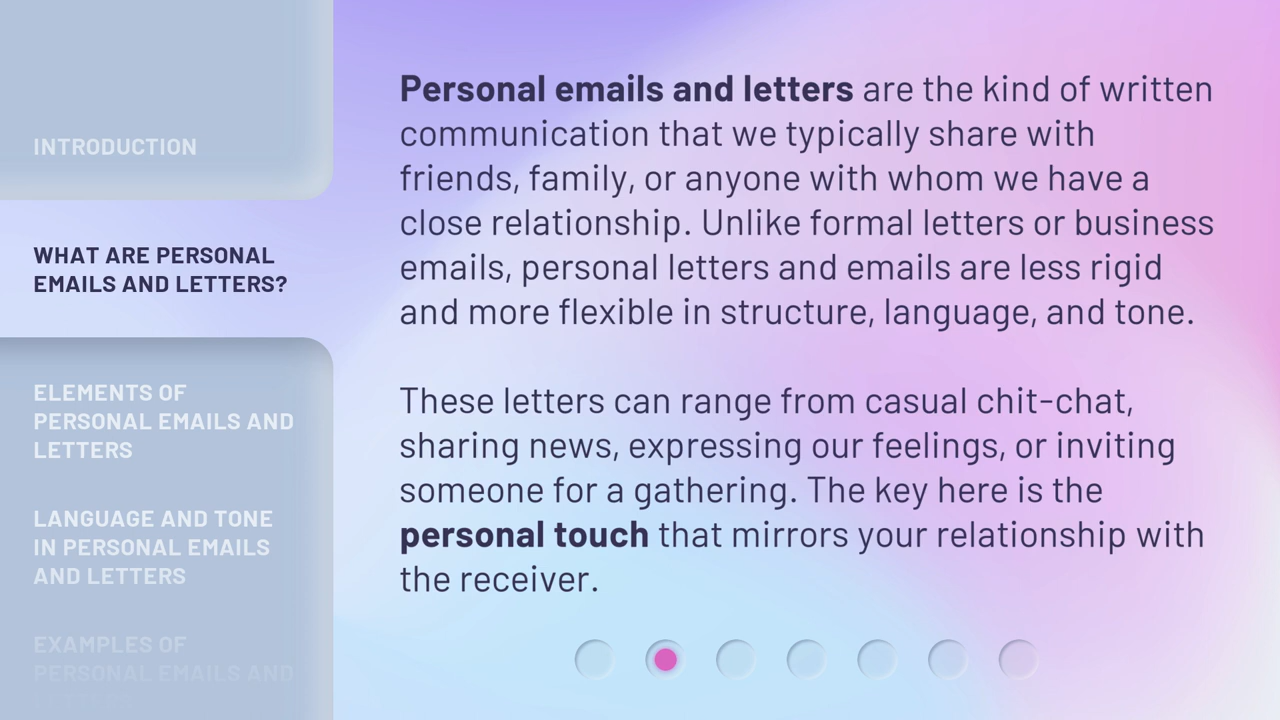 INTRODUCTION
WHAT ARE PERSONAL
EMAILS AND LETTERS?
ELEMENTS OF
PERSONAL EMAILS AND
LETTERS
LANGUAGE AND TONE
IN PERSONAL EMAILS
AND LETTERS
EXAMPLES OF
PERSONAL EMAILS AND
Personal emails and letters are the kind of written
communication that we typically share with
friends, family, or anyone with whom we have a
close relationship. Unlike formal letters or business
emails, personal letters and emails are less rigid
and more flexible in structure, language, and tone.
These letters can range from casual chit-chat,
sharing news, expressing our feelings, or inviting
someone for a gathering. The key here is the
personal touch that mirrors your relationship with
the receiver.